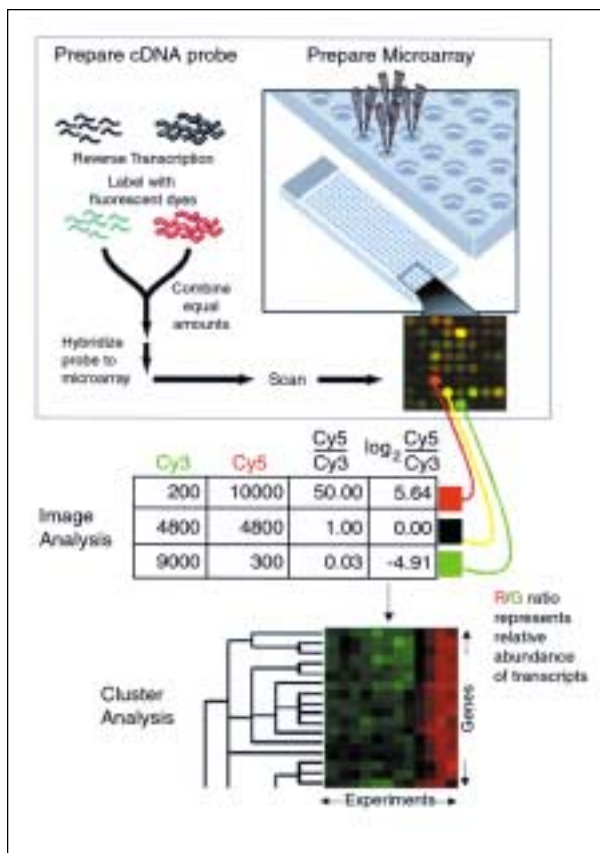 Prepare cDNA probe
Prepare Microarray
Reverse Transcription
Label with
fluorescent dyes
Combine
equal
amounts
Hybridize
probe to
microarray
Scan
Cy3 Cy5 Cy5/Cy3 log2 Cy5/Cy3
Image
Analysis
200 10000 50.00 5.64
4800 4800 1.00 0.00
9000 300 0.03 -4.91
R/G ratio
represents
relative
abundance
of transcripts
Cluster
Analysis
Genes
Experiments